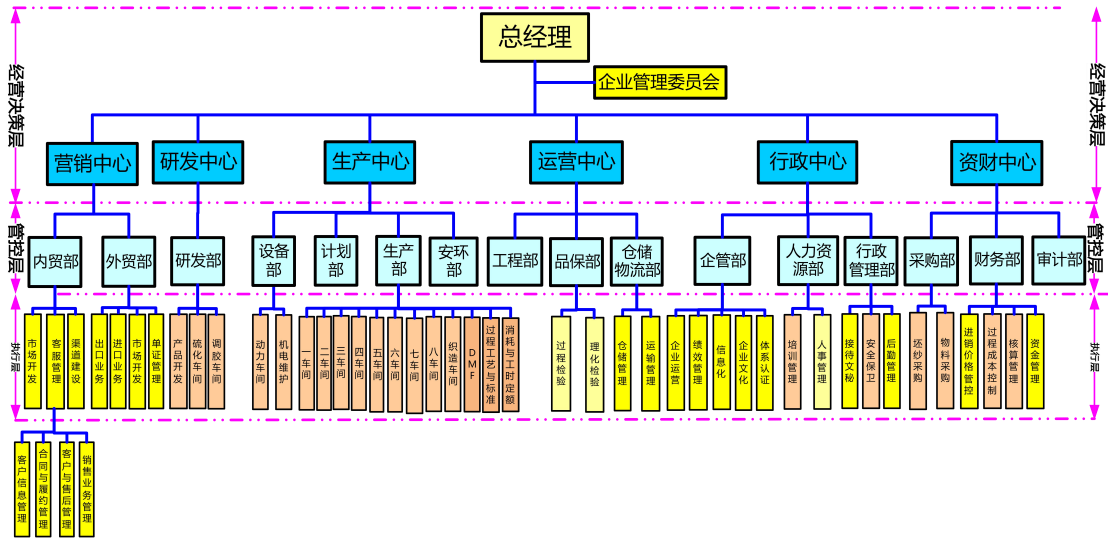 总经理
企业管理委员会
经营决策层
经营决策层
营销中心
研发中心
生产中心
运营中心
行政中心
资财中心
管控层
管控层
内贸部
外贸部
研发部
设备
部
计划
部
生产
部
安环
部
工程部
品保部
仓储
物流部
企管部
人力资
源部
行政
管理部
采购部
财务部
审计部
执行层
执行层
市场开发
客服管理
渠道建设
出口业务
进口业务
市场开发
单证管理
产品开发
硫化车间
调胶车间
动力车间
机电维护
一车间
二车间
三车间
四车间
五车间
六车间
七车间
八车间
织造车间
DMF
过程工艺与标准
消耗与工时定额
过程检验
理化检验
仓储管理
运输管理
企业运营
绩效管理
信息化
企业文化
体系认证
培训管理
人事管理
接待文秘
安全保卫
后勤管理
坯纱采购
物料采购
进销价格管控
过程成本控制
核算管理
资金管理
客户信息管理
合同与履约管理
客户与售后管理
销售业务管理